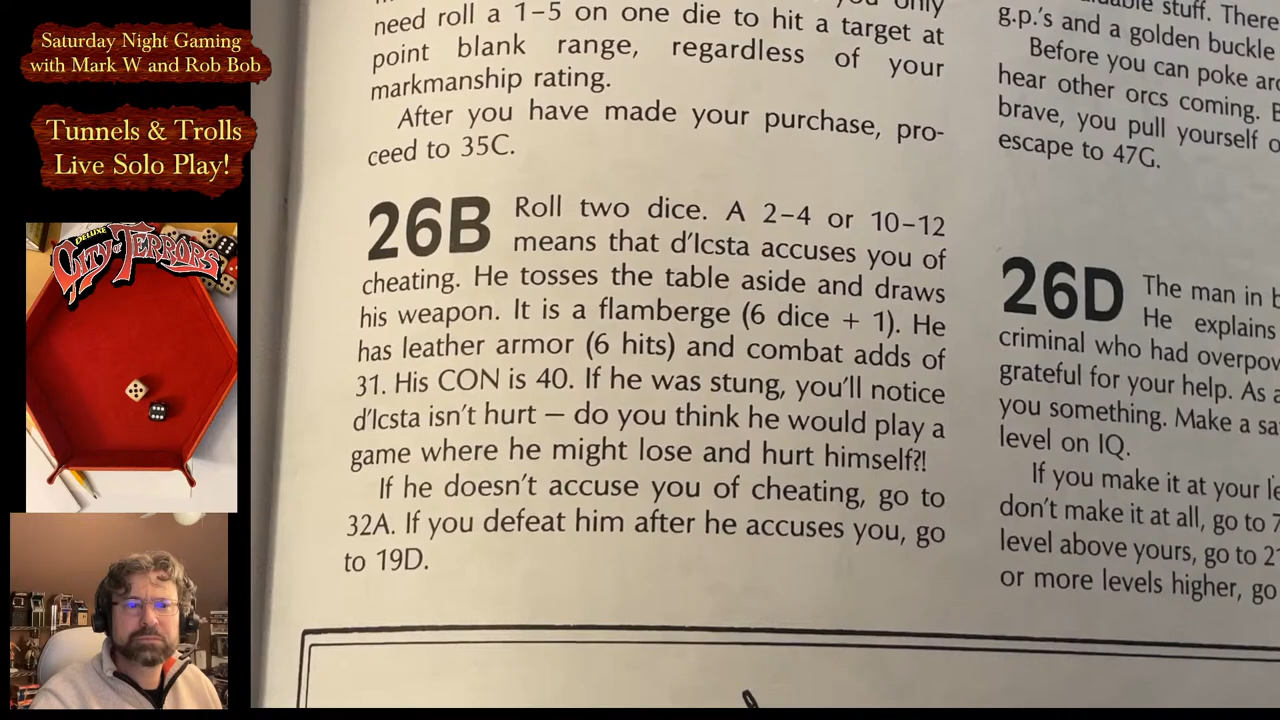 Saturday Night Gaming
with Mark W and Rob Bob
Tunnels & Trolls
Live Solo Play!
DELUXE
CITY OF TERRORS
only
need roll a 1–5 on one die to hit a target at
point blank range, regardless of your
markmanship rating.
After you have made your purchase, pro-
ceed to 35C.
26B Roll two dice. A 2–4 or 10–12
means that d'Icsta accuses you of
cheating. He tosses the table aside and draws
his weapon. It is a flamberge (6 dice + 1). He
has leather armor (6 hits) and combat adds of
31. His CON is 40. If he was stung, you'll notice
d'Icsta isn't hurt — do you think he would play a
game where he might lose and hurt himself?!
If he doesn't accuse you of cheating, go to
32A. If you defeat him after he accuses you, go
to 19D.
stuff. There
g.p.'s and a golden buckle
Before you can poke
hear other orcs coming.
brave, you pull yourself
escape to 47G.
26D The man in
He explains
criminal who had
grateful for your help. As
you something. Make a
level on IQ.
If you make it at your
don't make it at all, go to
level above yours, go to
or more levels higher, go